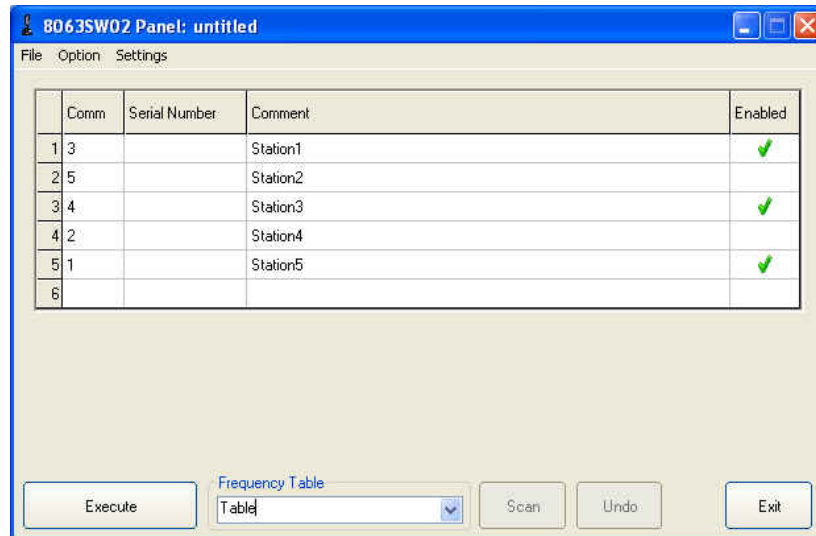 8063SW02 Panel: untitled
File Option Settings
Comm Serial Number Comment Enabled
1 3 Station1
2 5 Station2
3 4 Station3
4 2 Station4
5 1 Station5
6
Frequency Table
Execute Table Scan Undo Exit